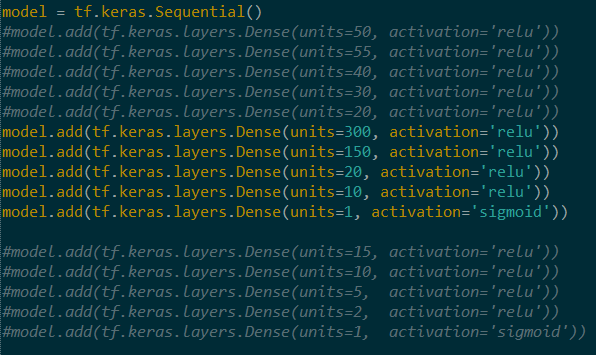 model = tf.keras.Sequential()
#model.add(tf.keras.layers.Dense(units=50, activation='relu'))
#model.add(tf.keras.layers.Dense(units=55, activation='relu'))
#model.add(tf.keras.layers.Dense(units=40, activation='relu'))
#model.add(tf.keras.layers.Dense(units=30, activation='relu'))
#model.add(tf.keras.layers.Dense(units=20, activation='relu'))
model.add(tf.keras.layers.Dense(units=300, activation='relu'))
model.add(tf.keras.layers.Dense(units=150, activation='relu'))
model.add(tf.keras.layers.Dense(units=20, activation='relu'))
model.add(tf.keras.layers.Dense(units=10, activation='relu'))
model.add(tf.keras.layers.Dense(units=1, activation='sigmoid'))
#model.add(tf.keras.layers.Dense(units=15, activation='relu'))
#model.add(tf.keras.layers.Dense(units=10, activation='relu'))
#model.add(tf.keras.layers.Dense(units=5,  activation='relu'))
#model.add(tf.keras.layers.Dense(units=2,  activation='relu'))
#model.add(tf.keras.layers.Dense(units=1,  activation='sigmoid'))